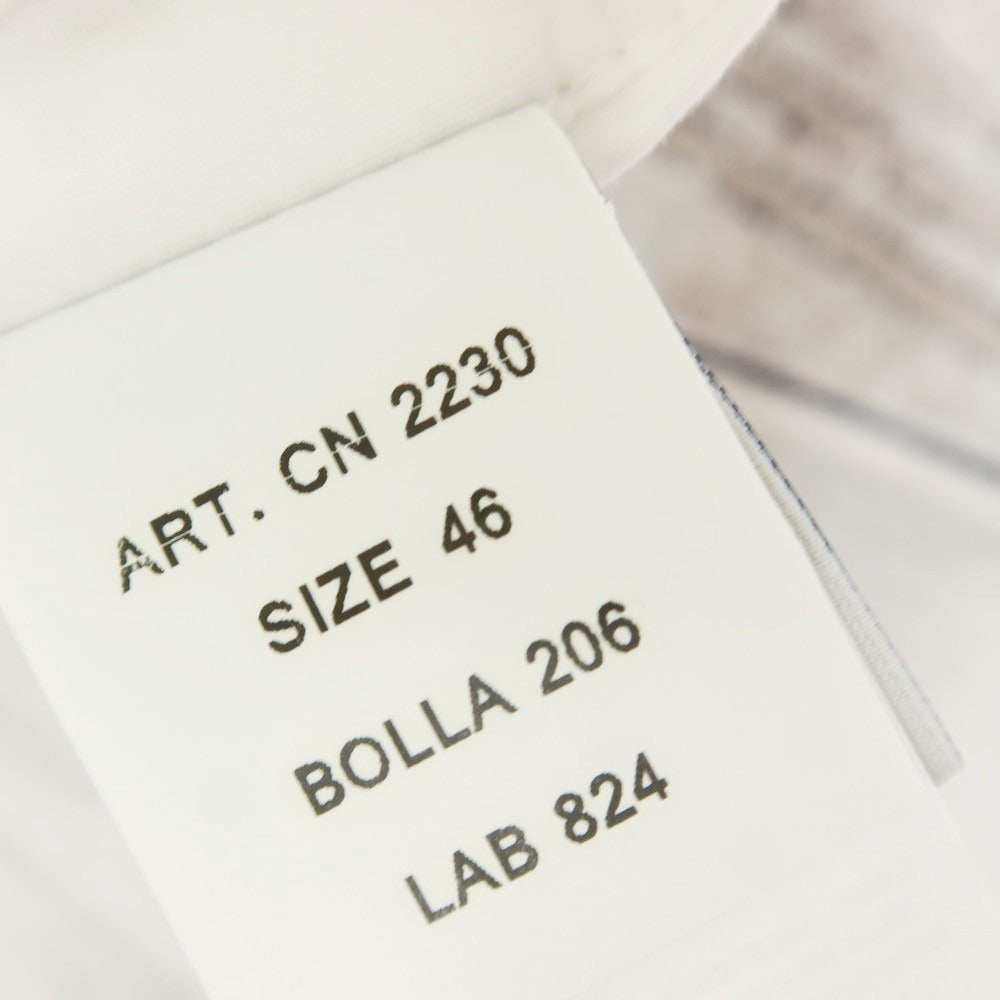 ART. CN 2230
SIZE 46
BOLLA 206
LAB 824